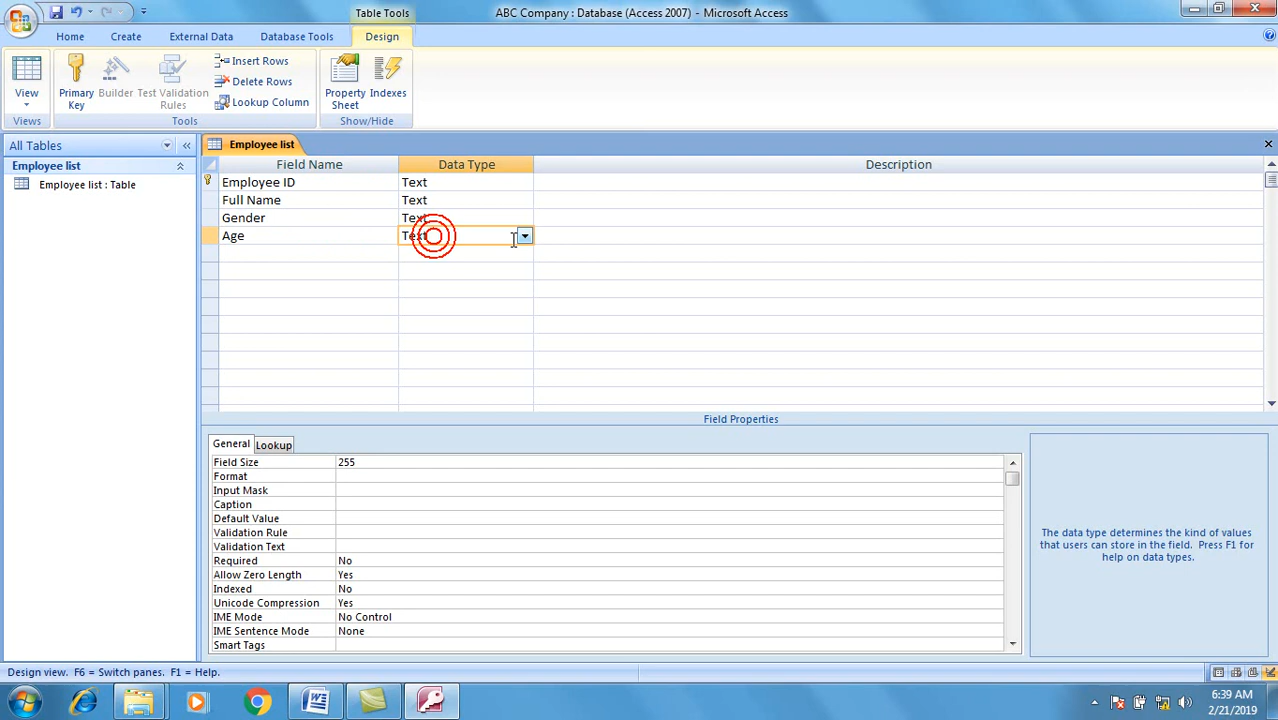 Table Tools
ABC Company : Database (Access 2007) - Microsoft Access
Home Create External Data Database Tools Design
View
Views
Primary Key
Builder
Test Validation Rules
Insert Rows
Delete Rows
Lookup Column
Tools
Property Sheet
Indexes
Show/Hide
All Tables
Employee list
Employee list : Table
Employee list
Field Name Data Type Description
Employee ID Text
Full Name Text
Gender Text
Age Text
Field Properties
General Lookup
Field Size 255
Format
Input Mask
Caption
Default Value
Validation Rule
Validation Text
Required No
Allow Zero Length Yes
Indexed No
Unicode Compression Yes
IME Mode No Control
IME Sentence Mode None
Smart Tags
The data type determines the kind of values
that users can store in the field. Press F1 for
help on data types.
Design view. F6 = Switch panes. F1 = Help.
6:39 AM
2/21/2019